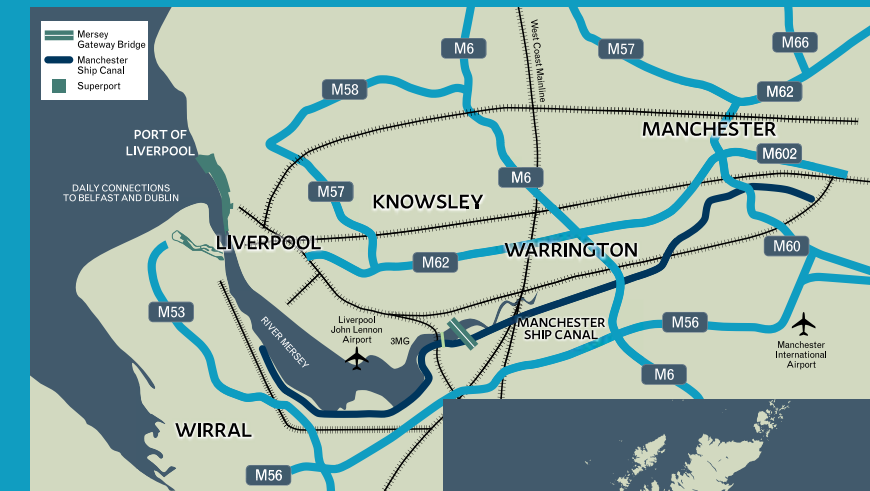 Mersey
Gateway Bridge
Manchester
Ship Canal
Superport
M6
West Coast Mainline
M57
M66
M58
M62
PORT OF
LIVERPOOL
MANCHESTER
M602
DAILY CONNECTIONS
TO BELFAST AND DUBLIN
M57
M6
KNOWSLEY
LIVERPOOL
M62
WARRINGTON
M60
M53
RIVER MERSEY
Liverpool
John Lennon
Airport
3MG
MANCHESTER
SHIP CANAL
M56
Manchester
International
Airport
M6
WIRRAL
M56